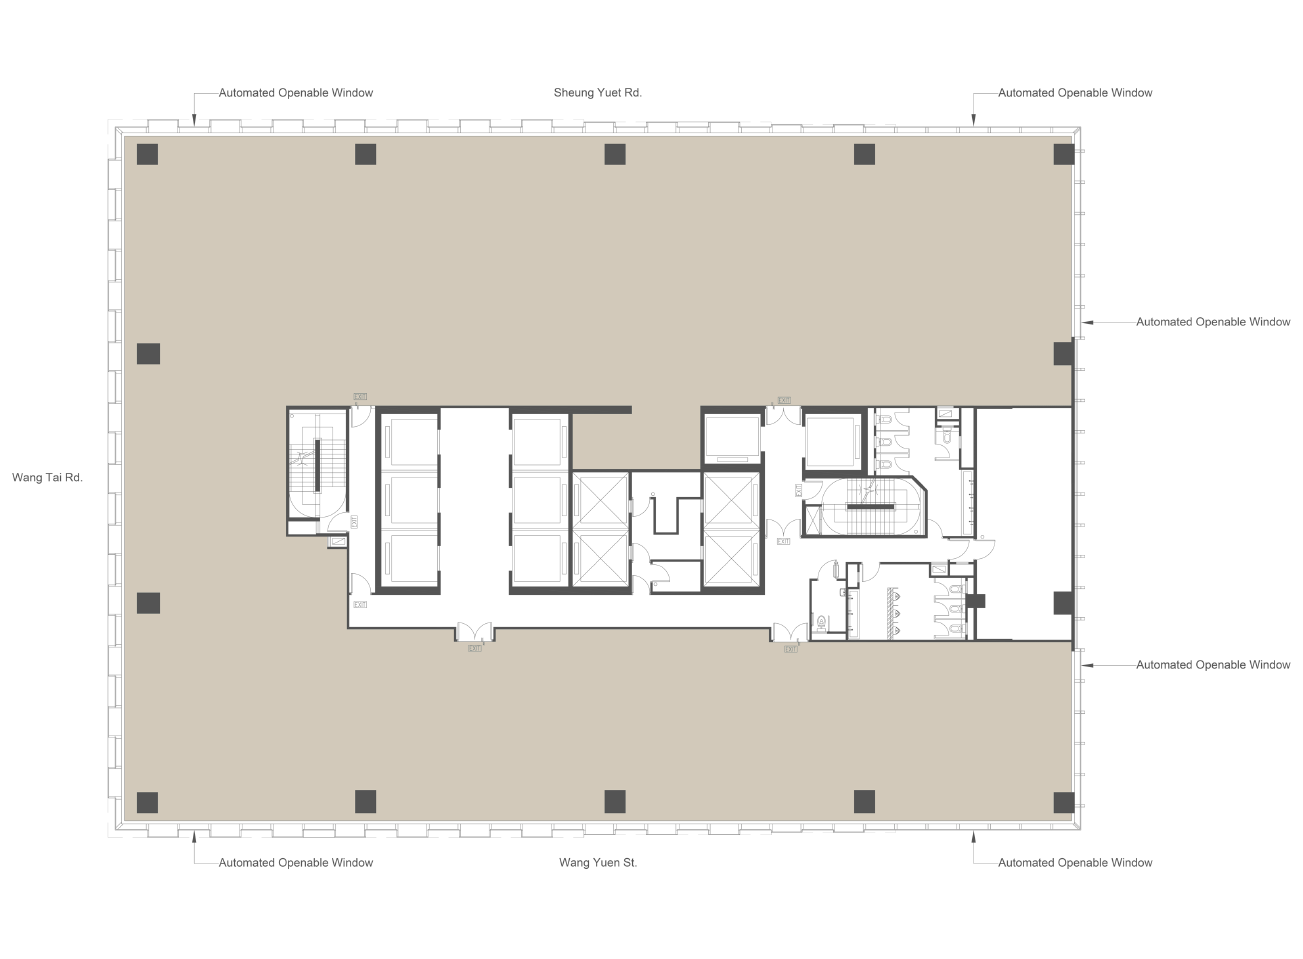 Automated Openable Window
Sheung Yuet Rd.
Automated Openable Window
Automated Openable Window
EXIT
EXIT
Wang Tai Rd.
EXIT
EXIT
EXIT
EXIT
EXIT
EXIT
Automated Openable Window
Automated Openable Window
Wang Yuen St.
Automated Openable Window